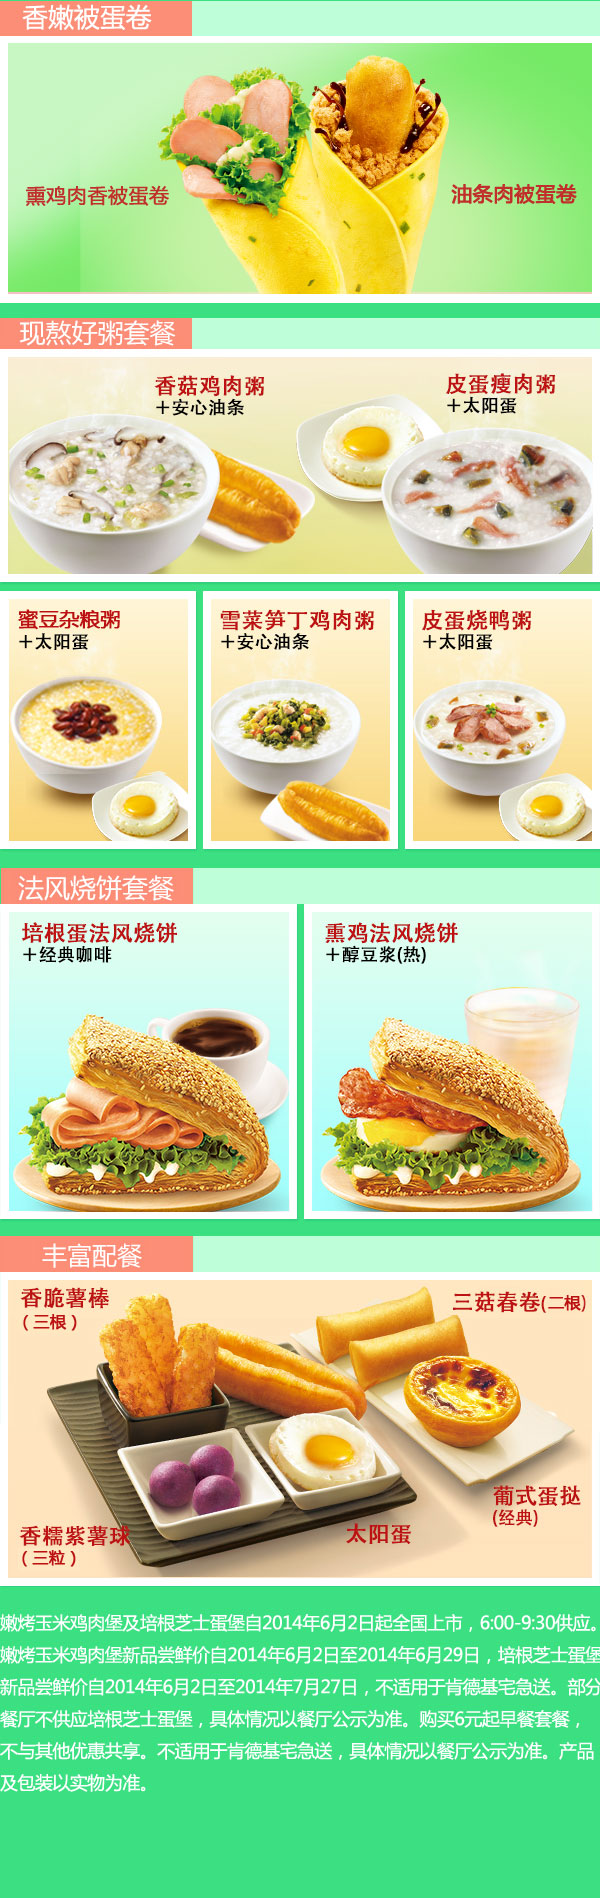 香嫩被蛋卷
熏鸡肉香被蛋卷
油条肉被蛋卷
现熬好粥套餐
香菇鸡肉粥
+安心油条
皮蛋瘦肉粥
+太阳蛋
蜜豆杂粮粥
+太阳蛋
雪菜笋丁鸡肉粥
+安心油条
皮蛋烧鸭粥
+太阳蛋
法风烧饼套餐
培根蛋法风烧饼
+经典咖啡
熏鸡法风烧饼
+醇豆浆(热)
丰富配餐
香脆薯棒
(三根)
三菇春卷(二根)
香糯紫薯球
(三粒)
太阳蛋
葡式蛋挞
(经典)
嫩烤玉米鸡肉堡及培根芝士蛋堡自2014年6月2日起全国上市，6:00-9:30供应。
嫩烤玉米鸡肉堡新品尝鲜价自2014年6月2日至2014年6月29日，培根芝士蛋堡
新品尝鲜价自2014年6月2日至2014年7月27日，不适用于肯德基宅急送。部分
餐厅不供应培根芝士蛋堡，具体情况以餐厅公示为准。购买6元起早餐套餐，
不与其他优惠共享。不适用于肯德基宅急送，具体情况以餐厅公示为准。产品
及包装以实物为准。